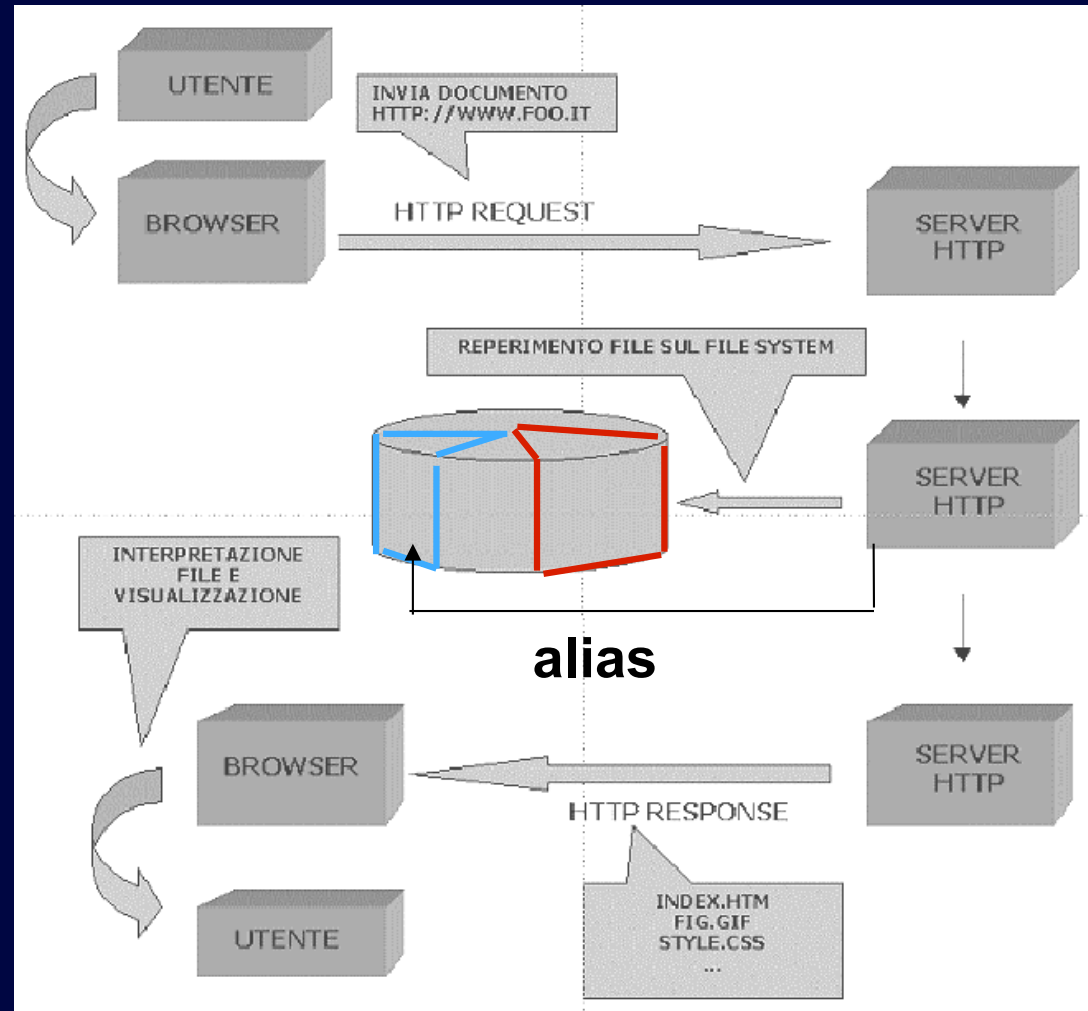 UTENTE
INVIA DOCUMENTO
HTTP://WWW.FOO.IT
BROWSER
HTTP REQUEST
SERVER
HTTP
REPERIMENTO FILE SUL FILE SYSTEM
SERVER
HTTP
INTERPRETAZIONE
FILE E
VISUALIZZAZIONE
alias
BROWSER
SERVER
HTTP
HTTP RESPONSE
UTENTE
INDEX.HTM
FIG.GIF
STYLE.CSS
...